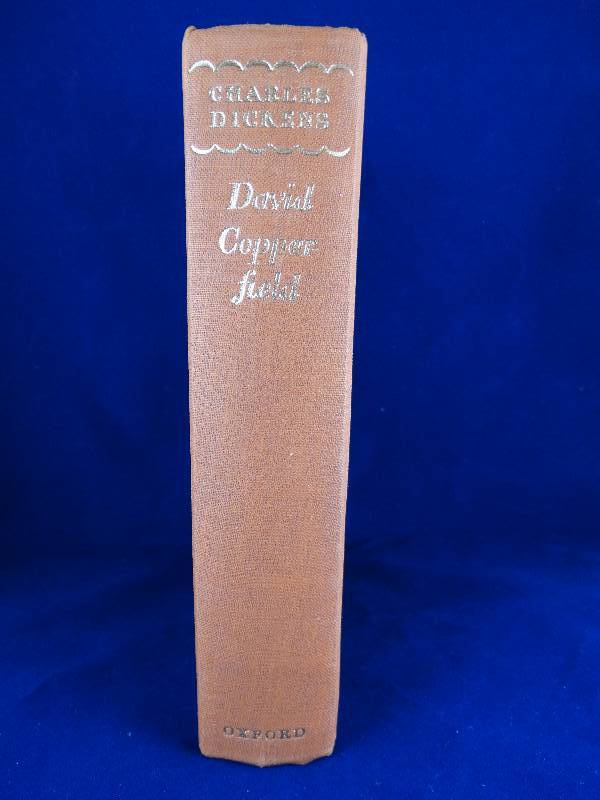 CHARLES
DICKENS
David
Copper-
field
OXFORD